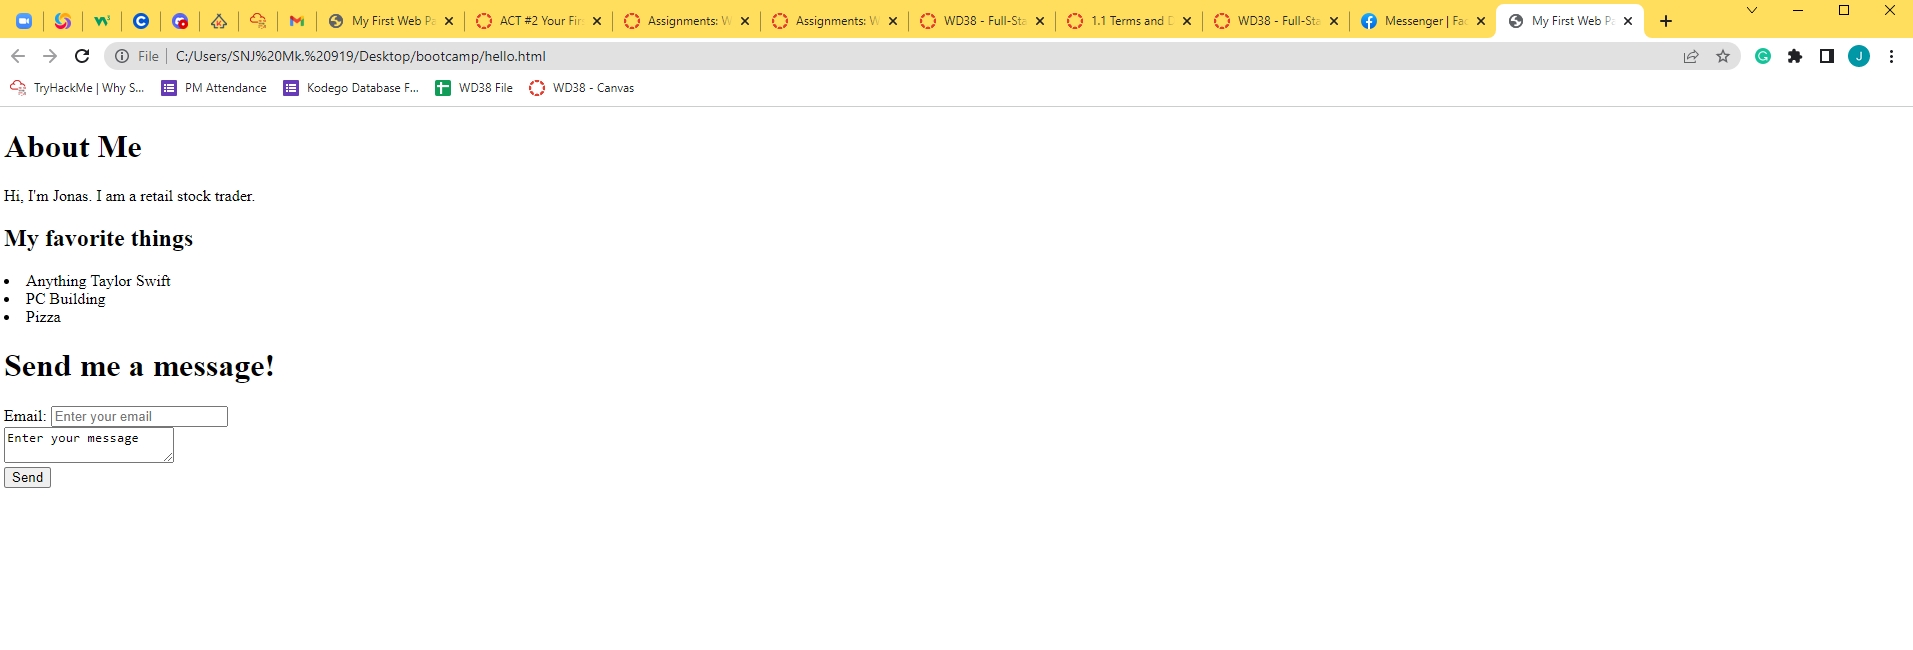 My First Web Pa
ACT #2 Your Firs
Assignments: W
Assignments: W
WD38 - Full-Sta
1.1 Terms and D
WD38 - Full-Sta
Messenger | Fac
My First Web Pa
File C:/Users/SNJ%20Mk.%20919/Desktop/bootcamp/hello.html
J
TryHackMe | Why S... PM Attendance Kodego Database F... WD38 File WD38 - Canvas
About Me
Hi, I'm Jonas. I am a retail stock trader.
My favorite things
Anything Taylor Swift
PC Building
Pizza
Send me a message!
Email: Enter your email
Enter your message
Send